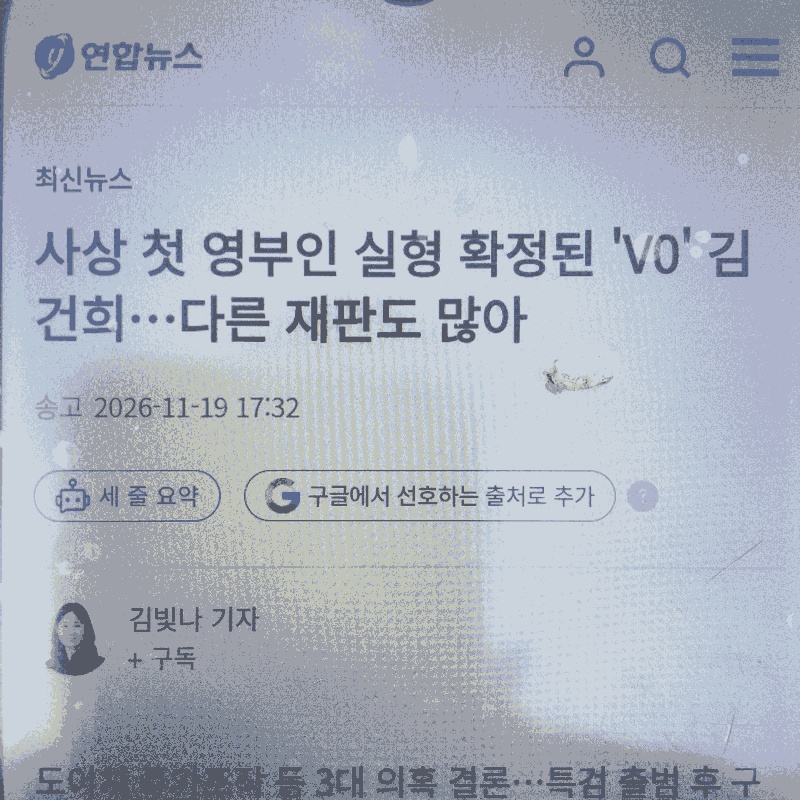 연합뉴스
최신뉴스
사상 첫 영부인 실형 확정된 'V0' 김
건희…다른 재판도 많아
송고 2026-11-19 17:32
세 줄 요약
G 구글에서 선호하는 출처로 추가 ?
김빛나 기자
+ 구독
등 3대 의혹 결론…특검 출범 후 구